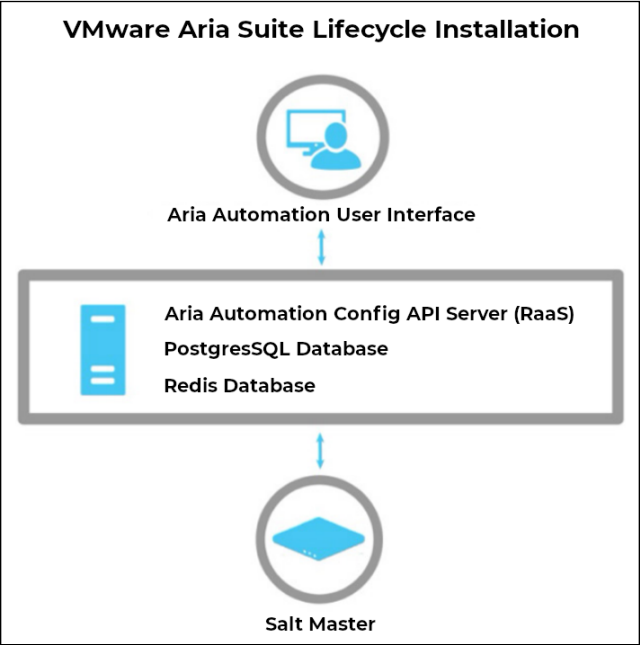 VMware Aria Suite Lifecycle Installation
Aria Automation User Interface
Aria Automation Config API Server (RaaS)
PostgresSQL Database
Redis Database
Salt Master